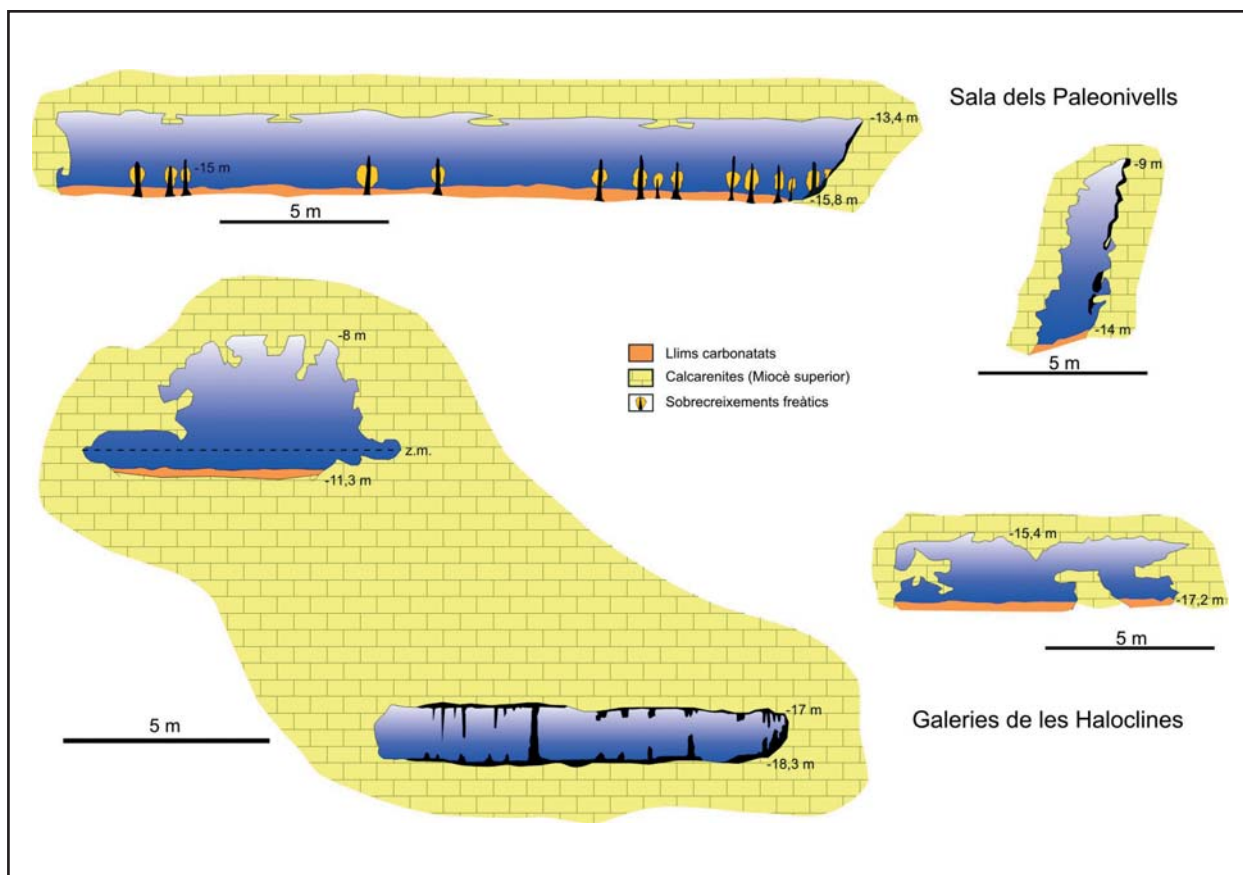 Sala dels Paleonivells
-13,4 m
-15 m
-15,8 m
5 m
-9 m
-14 m
5 m
-8 m
z.m.
-11,3 m
Llims carbonatats
Calcarenites (Miocè superior)
Sobrecreixements freàtics
-15,4 m
-17,2 m
5 m
Galeries de les Haloclines
5 m
-17 m
-18,3 m